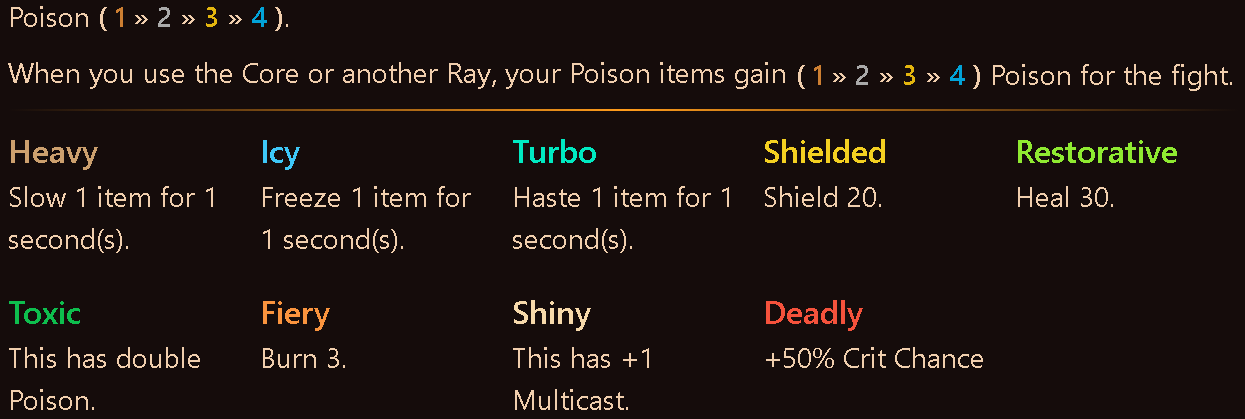 Poison ( 1 » 2 » 3 » 4 ).
When you use the Core or another Ray, your Poison items gain ( 1 » 2 » 3 » 4 ) Poison for the fight.
Heavy
Slow 1 item for 1
second(s).
Icy
Freeze 1 item for
1 second(s).
Turbo
Haste 1 item for 1
second(s).
Shielded
Shield 20.
Restorative
Heal 30.
Toxic
This has double
Poison.
Fiery
Burn 3.
Shiny
This has +1
Multicast.
Deadly
+50% Crit Chance